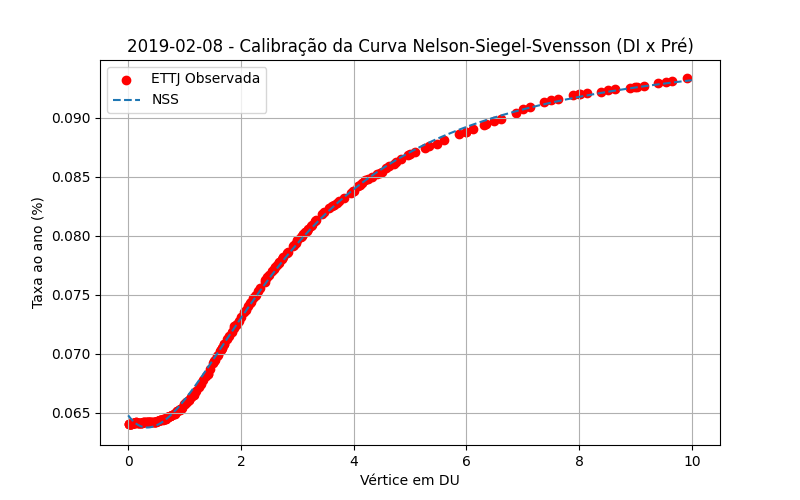 2019-02-08 - Calibração da Curva Nelson-Siegel-Svensson (DI x Pré)
ETTJ Observada
NSS
Taxa ao ano (%)
0.090
0.085
0.080
0.075
0.070
0.065
0 2 4 6 8 10
Vértice em DU